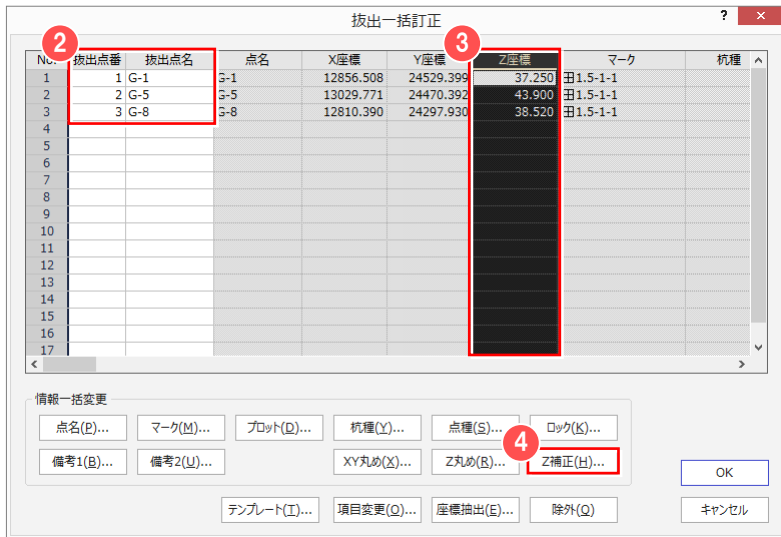 抜出一括訂正 ? ×
2 3
No. 抜出点番 抜出点名 点名 X座標 Y座標 Z座標 マーク 杭種
1 1 G-1 G-1 12856.508 24529.399 37.250 田1.5-1-1
2 2 G-5 G-5 13029.771 24470.392 43.900 田1.5-1-1
3 3 G-8 G-8 12810.390 24297.930 38.520 田1.5-1-1
4
5
6
7
8
9
10
11
12
13
14
15
16
17
情報一括変更
点名(P)... マーク(M)... プロット(D)... 杭種(Y)... 点種(S)... ロック(K)...
4
備考1(B)... 備考2(U)... XY丸め(X)... Z丸め(R)... Z補正(H)... OK
テンプレート(T)... 項目変更(O)... 座標抽出(E)... 除外(Q) キャンセル